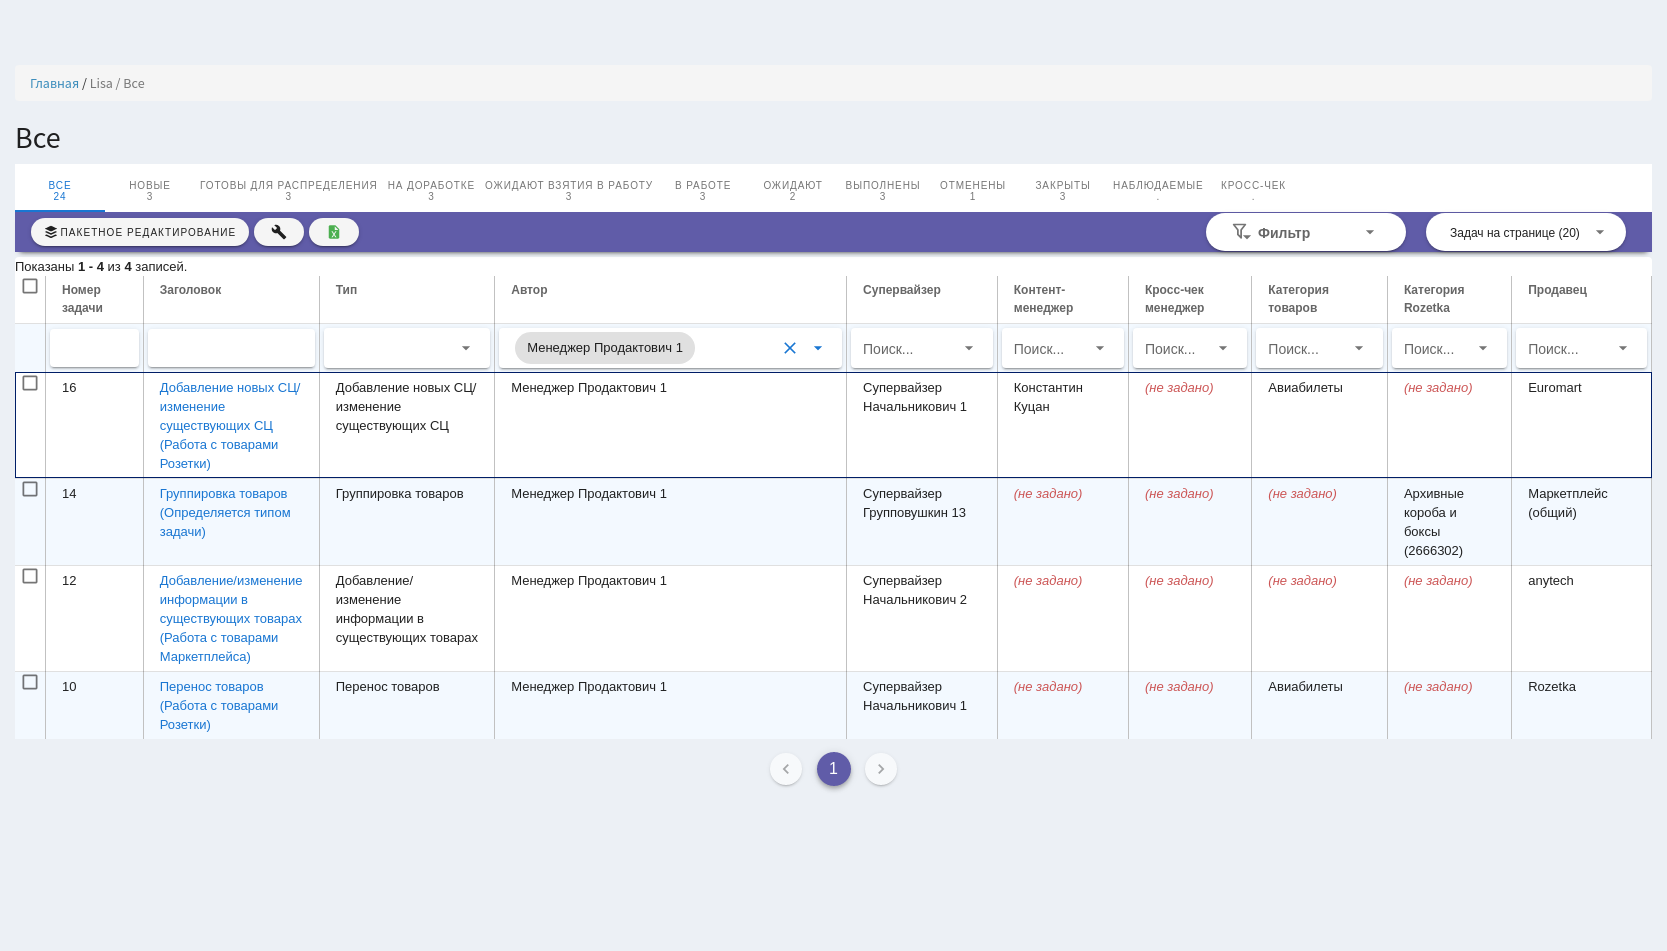 Главная / Lisa / Все
Все
ВСЕ НОВЫЕ ГОТОВЫ ДЛЯ РАСПРЕДЕЛЕНИЯ НА ДОРАБОТКЕ ОЖИДАЮТ ВЗЯТИЯ В РАБОТУ В РАБОТЕ ОЖИДАЮТ ВЫПОЛНЕНЫ ОТМЕНЕНЫ ЗАКРЫТЫ НАБЛЮДАЕМЫЕ КРОСС-ЧЕК
24 3 3 3 3 3 2 3 1 3 . .
ПАКЕТНОЕ РЕДАКТИРОВАНИЕ Фильтр Задач на странице (20)
Показаны 1 - 4 из 4 записей.
Номер Заголовок Тип Автор Супервайзер Контент- Кросс-чек Категория Категория Продавец
задачи менеджер менеджер товаров Rozetka
Менеджер Продактович 1 Поиск... Поиск... Поиск... Поиск... Поиск... Поиск...
16 Добавление новых СЦ/ Добавление новых СЦ/ Менеджер Продактович 1 Супервайзер Константин (не задано) Авиабилеты (не задано) Euromart
изменение изменение Начальникович 1 Куцан
существующих СЦ существующих СЦ
(Работа с товарами
Розетки)
14 Группировка товаров Группировка товаров Менеджер Продактович 1 Супервайзер (не задано) (не задано) (не задано) Архивные Маркетплейс
(Определяется типом Групповушкин 13 короба и (общий)
задачи) боксы
(2666302)
12 Добавление/изменение Добавление/ Менеджер Продактович 1 Супервайзер (не задано) (не задано) (не задано) (не задано) anytech
информации в изменение Начальникович 2
существующих товарах информации в
(Работа с товарами существующих товарах
Маркетплейса)
10 Перенос товаров Перенос товаров Менеджер Продактович 1 Супервайзер (не задано) (не задано) Авиабилеты (не задано) Rozetka
(Работа с товарами Начальникович 1
Розетки)
1